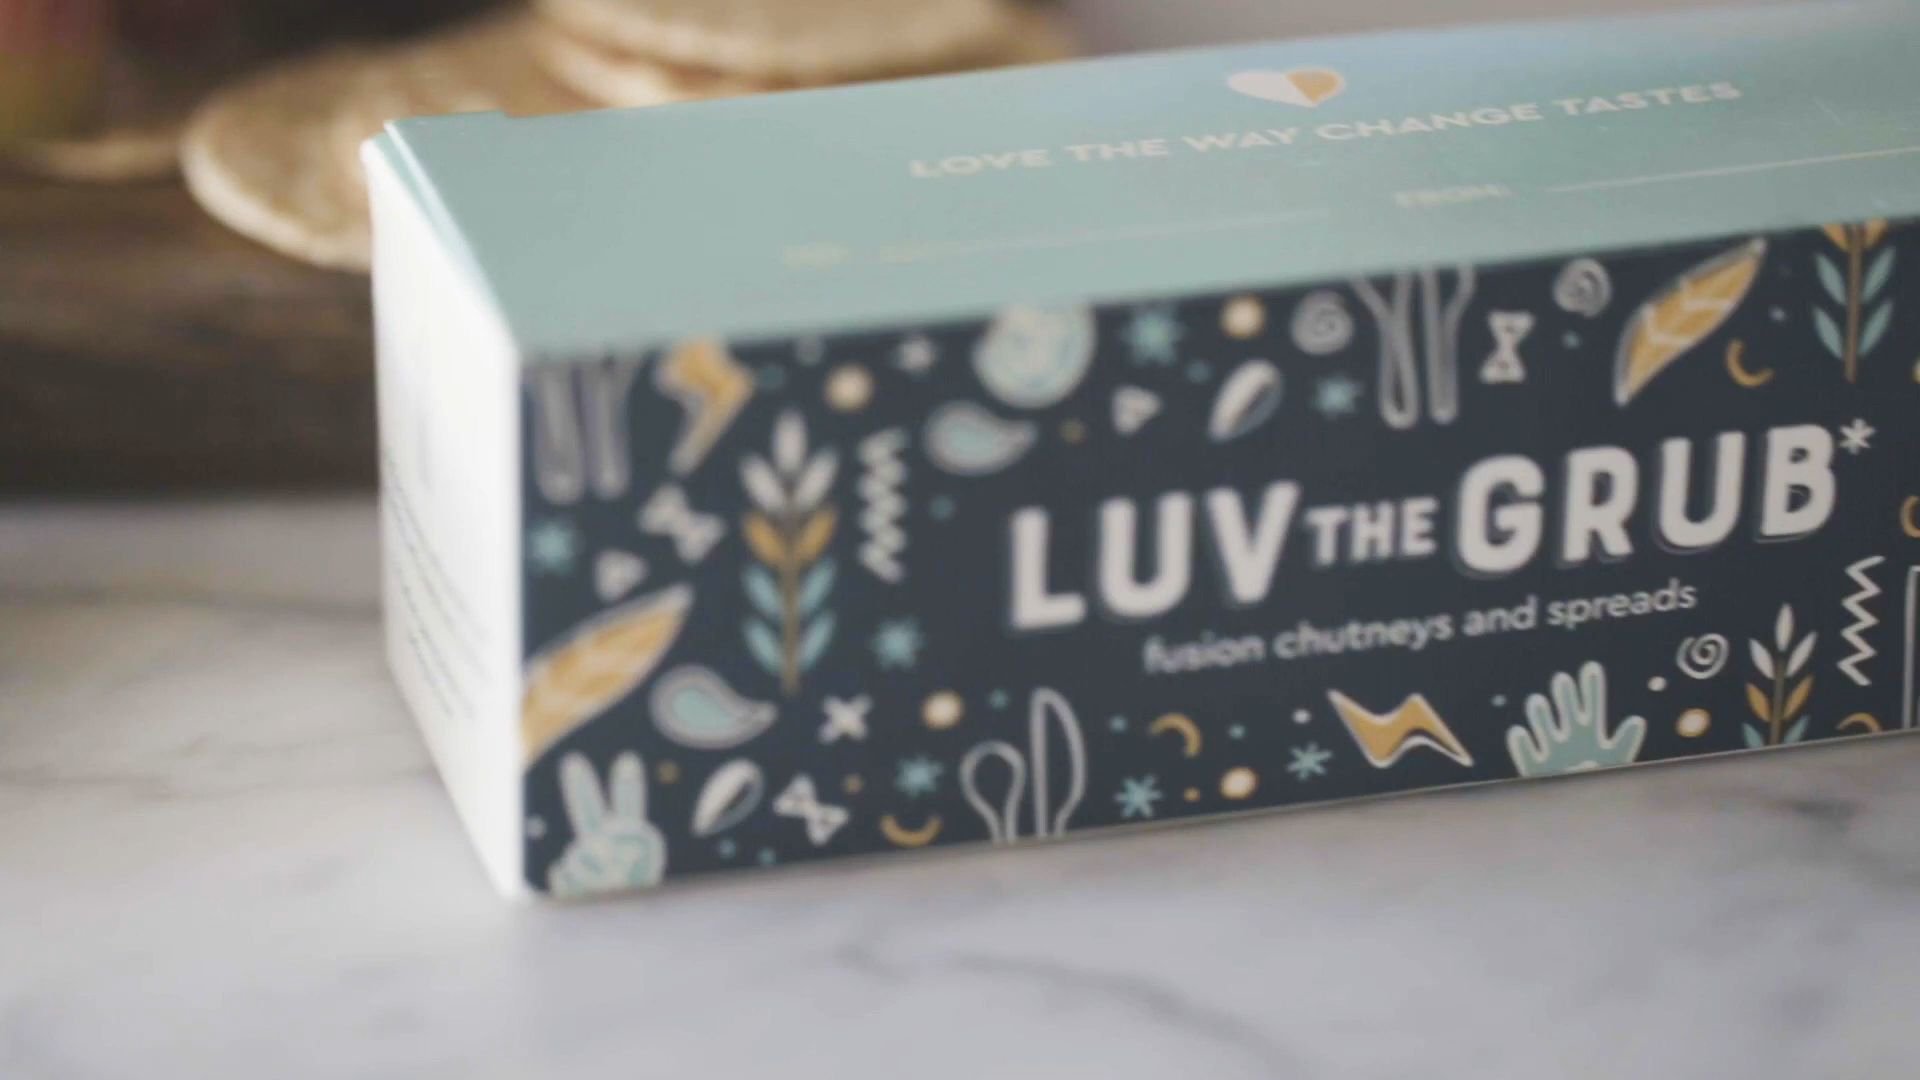 LOVE THE WAY CHANGE TASTES
FROM:
LUV THE GRUB*
fusion chutneys and spreads